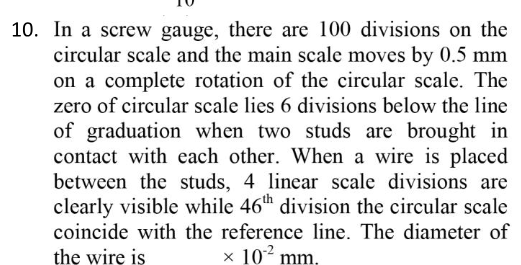 10. In a screw gauge, there are 100 divisions on the
circular scale and the main scale moves by 0.5 mm
on a complete rotation of the circular scale. The
zero of circular scale lies 6 divisions below the line
of graduation when two studs are brought in
contact with each other. When a wire is placed
between the studs, 4 linear scale divisions are
clearly visible while 46th division the circular scale
coincide with the reference line. The diameter of
the wire is × 10⁻² mm.